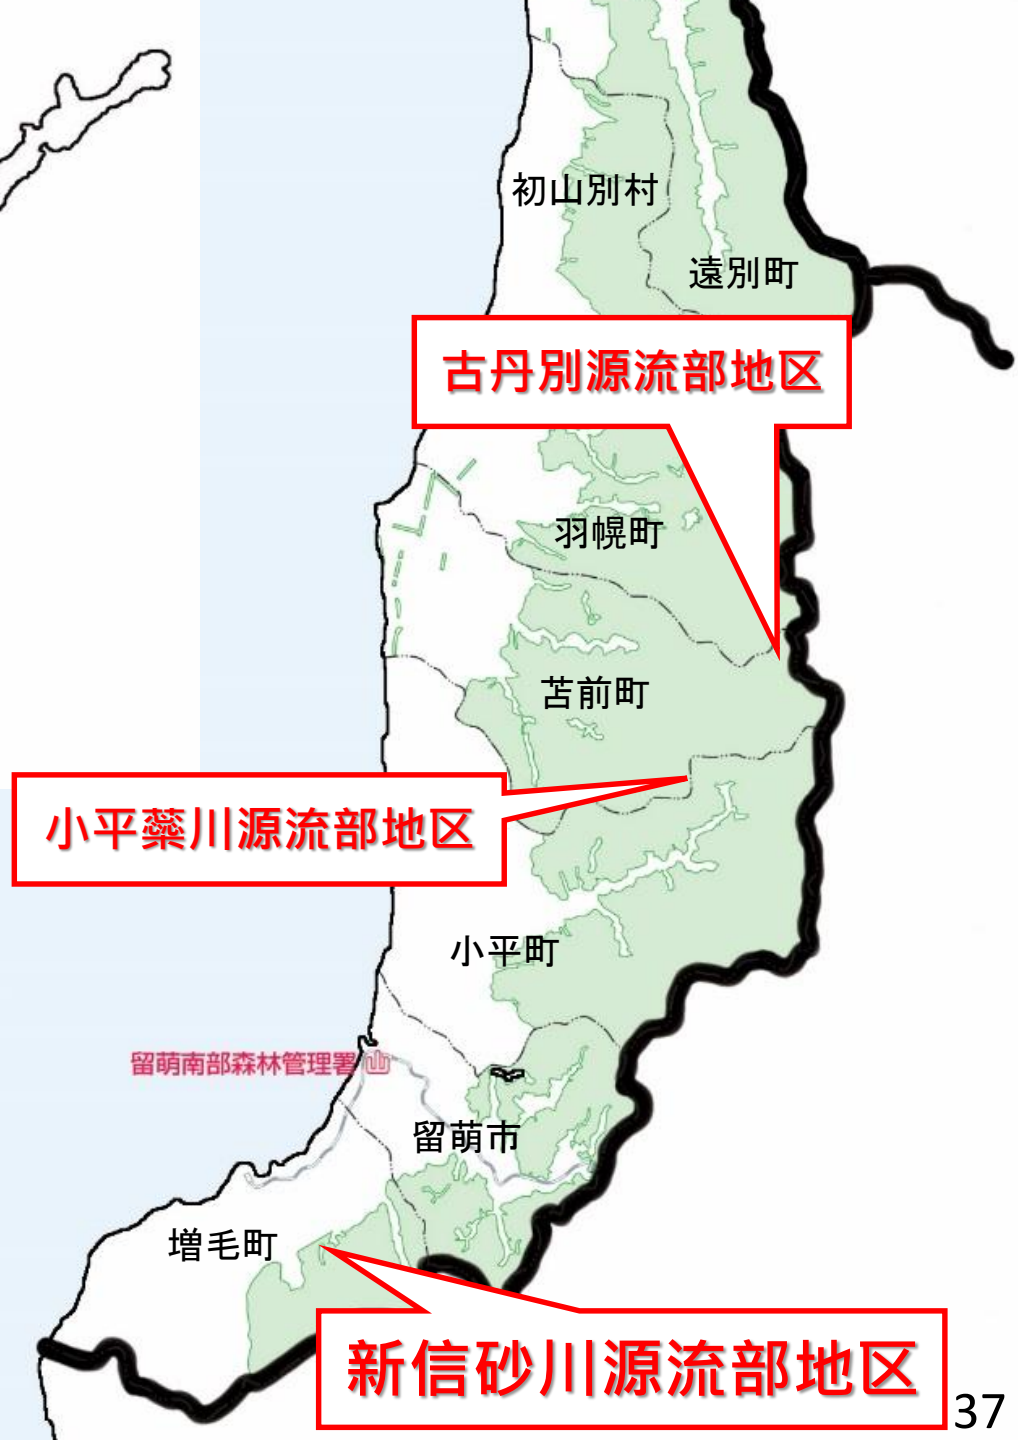 初山別村
遠別町
古丹別源流部地区
羽幌町
苫前町
小平蘂川源流部地区
小平町
留萌南部森林管理署
留萌市
増毛町
新信砂川源流部地区
37